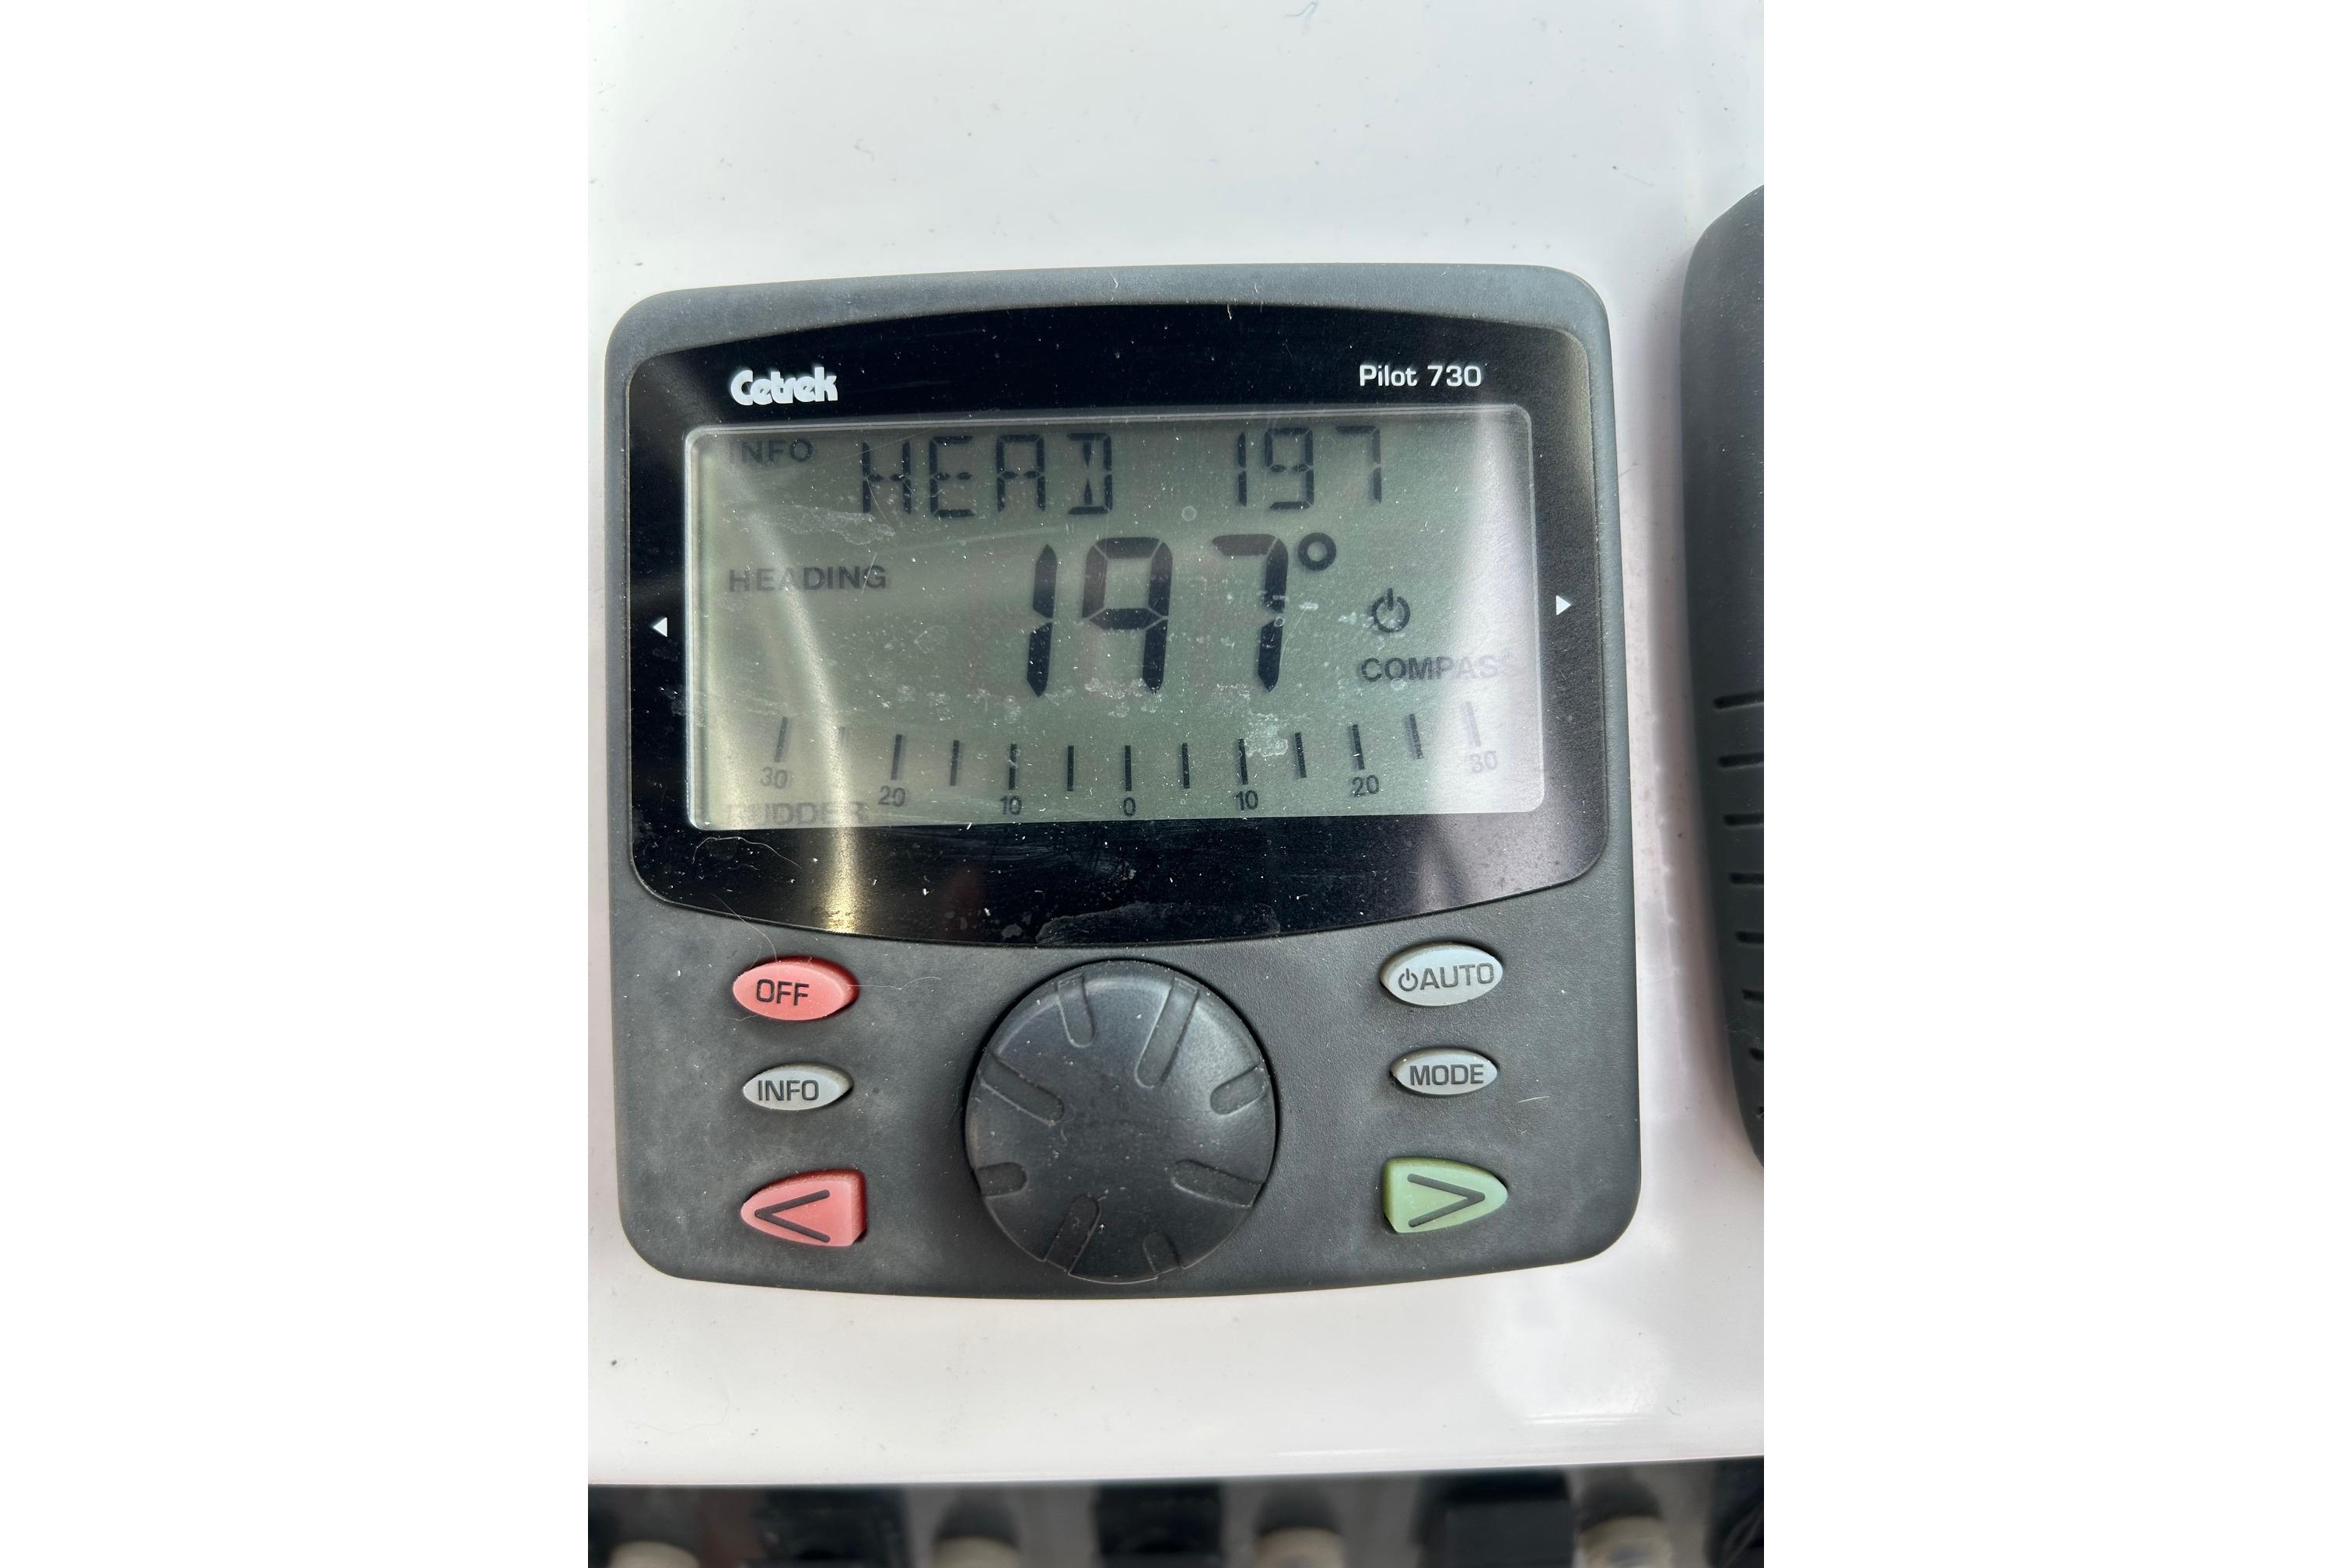 Cetrek Pilot 730
INFO HEAD 197
HEADING 197°
COMPASS
30 20 10 0 10 20 30
RUDDER
OFF AUTO
INFO MODE
< >